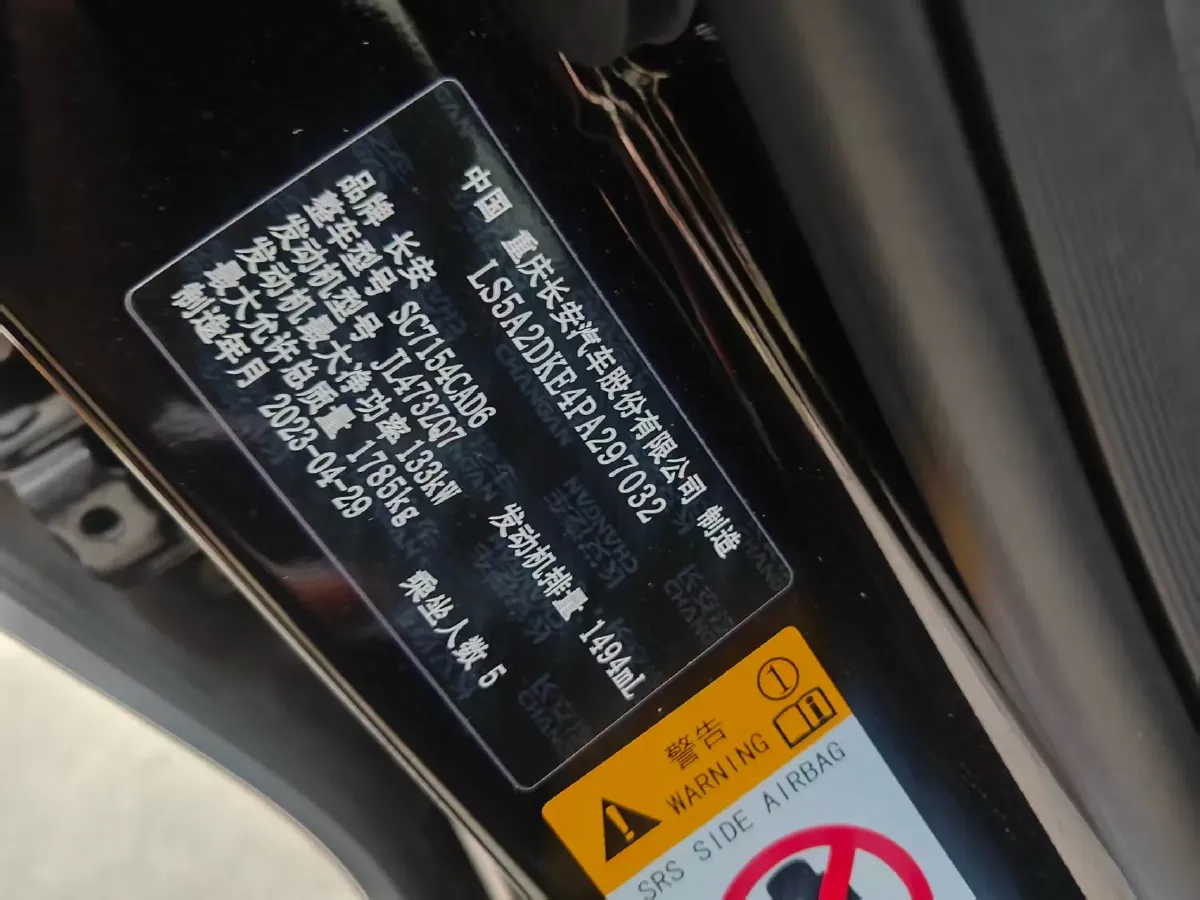 中国 重庆长安汽车股份有限公司 制造
LS5A2DKE4PA297032
品牌 长安
整车型号 SC7154CAD6
发动机型号 JL473ZQ7 发动机排量 1494mL
发动机最大净功率 133kW
最大允许总质量 1785kg 乘坐人数 5
制造年月 2023-04-29
①
警告
WARNING
SRS SIDE AIRBAG